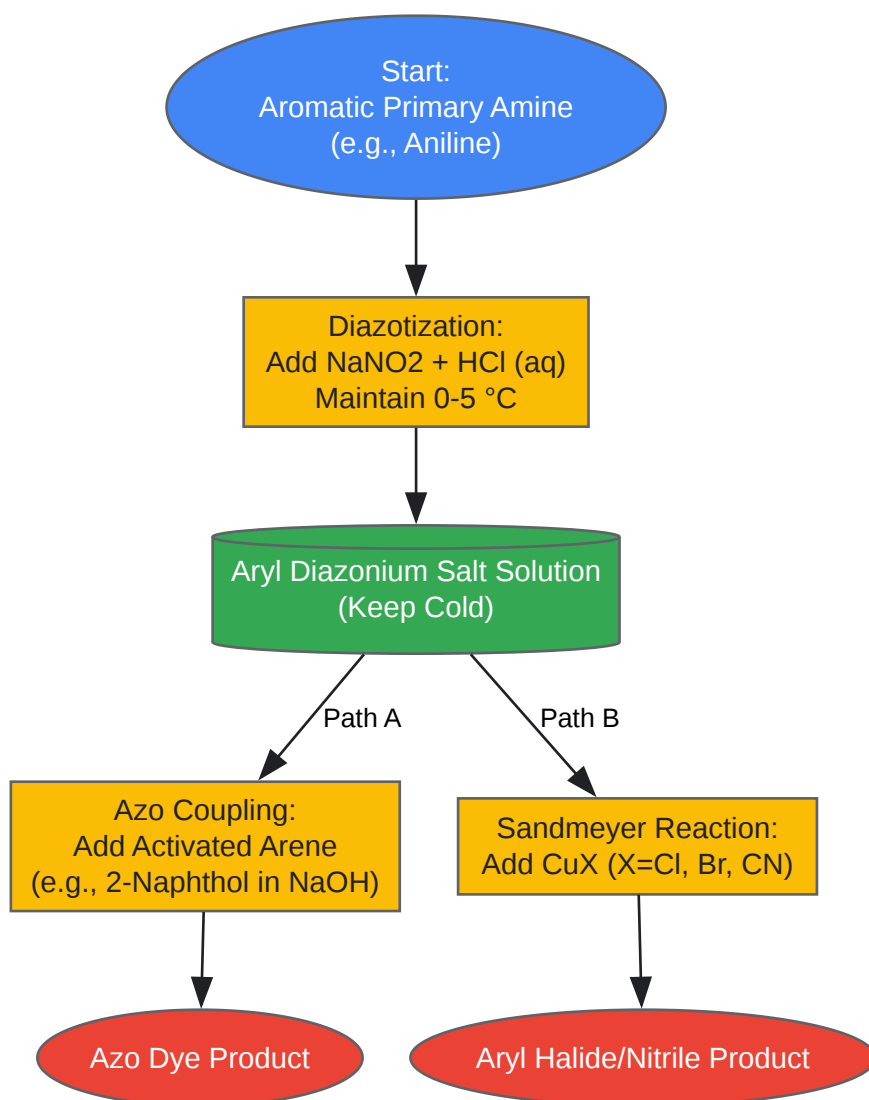 Start:
Aromatic Primary Amine
(e.g., Aniline)
Diazotization:
Add NaNO2 + HCl (aq)
Maintain 0-5 °C
Aryl Diazonium Salt Solution
(Keep Cold)
Path A
Path B
Azo Coupling:
Add Activated Arene
(e.g., 2-Naphthol in NaOH)
Sandmeyer Reaction:
Add CuX (X=Cl, Br, CN)
Azo Dye Product
Aryl Halide/Nitrile Product